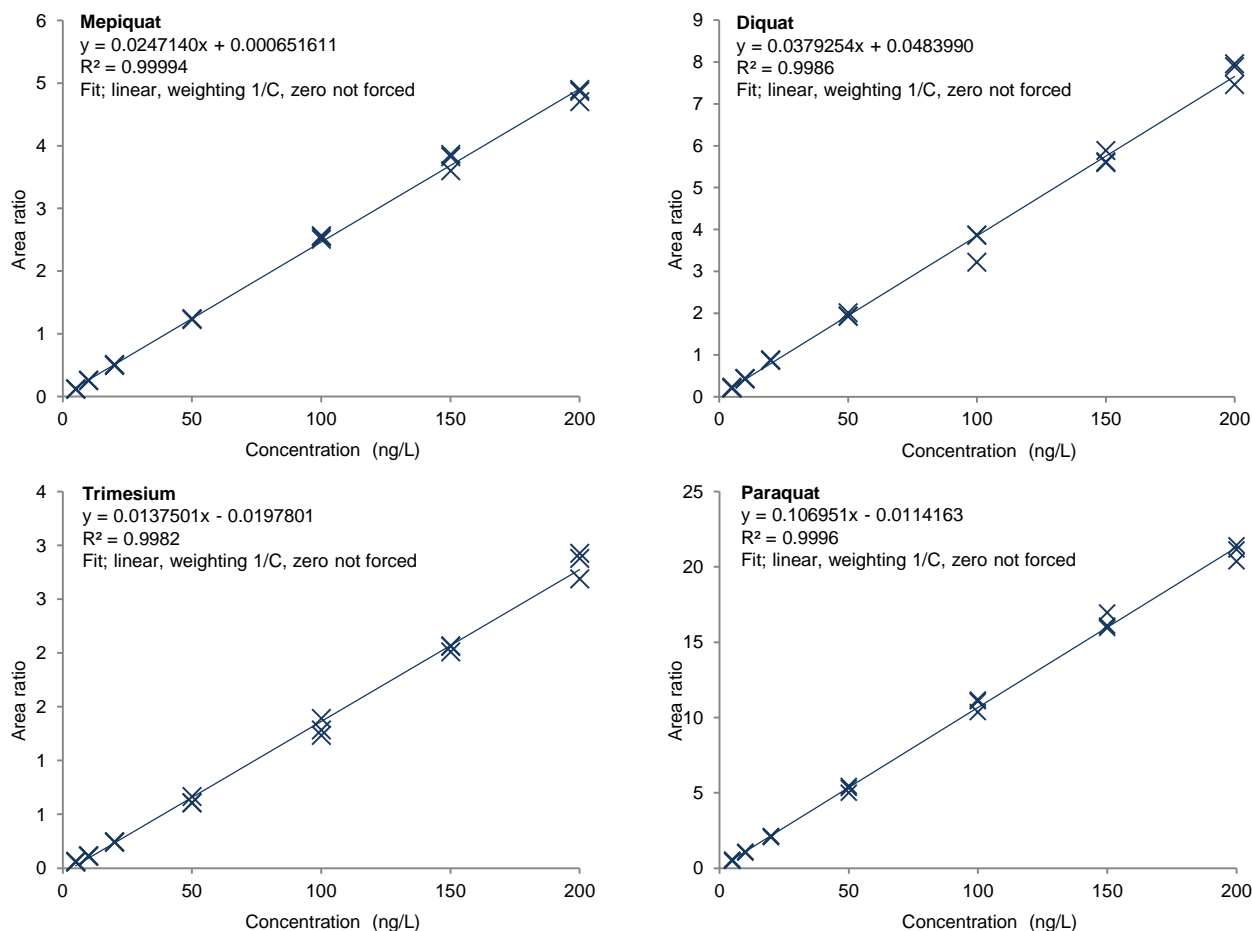 Mepiquat
y = 0.0247140x + 0.000651611
R² = 0.99994
Fit; linear, weighting 1/C, zero not forced
6
5
4
3
2
1
0
Area ratio
0 50 100 150 200
Concentration (ng/L)
Diquat
y = 0.0379254x + 0.0483990
R² = 0.9986
Fit; linear, weighting 1/C, zero not forced
9
8
7
6
5
4
3
2
1
0
Area ratio
0 50 100 150 200
Concentration (ng/L)
Trimesium
y = 0.0137501x - 0.0197801
R² = 0.9982
Fit; linear, weighting 1/C, zero not forced
4
3
3
2
2
1
1
0
Area ratio
0 50 100 150 200
Concentration (ng/L)
Paraquat
y = 0.106951x - 0.0114163
R² = 0.9996
Fit; linear, weighting 1/C, zero not forced
25
20
15
10
5
0
Area ratio
0 50 100 150 200
Concentration (ng/L)